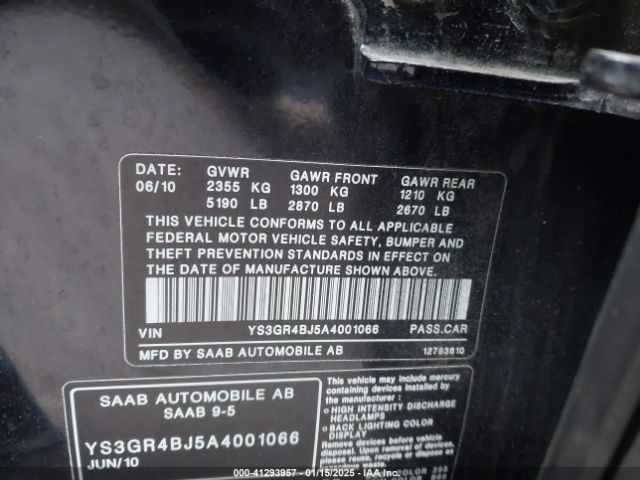 DATE: GVWR GAWR FRONT GAWR REAR
06/10 2355 KG 1300 KG 1210 KG
5190 LB 2870 LB 2670 LB
THIS VEHICLE CONFORMS TO ALL APPLICABLE
FEDERAL MOTOR VEHICLE SAFETY, BUMPER AND
THEFT PREVENTION STANDARDS IN EFFECT ON
THE DATE OF MANUFACTURE SHOWN ABOVE.
VIN YS3GR4BJ5A4001066 PASS.CAR
MFD BY SAAB AUTOMOBILE AB 12783810
SAAB AUTOMOBILE AB
SAAB 9-5
YS3GR4BJ5A4001066
JUN/10
This vehicle may have mercury
containing devices installed
including the following:
• HIGH INTENSITY DISCHARGE
HEADLAMPS
• BACK LIGHTING COLOR
DISPLAY
Remove devices before
vehicle disposal.
000-41293957 - 01/15/2025 - IAA Inc.